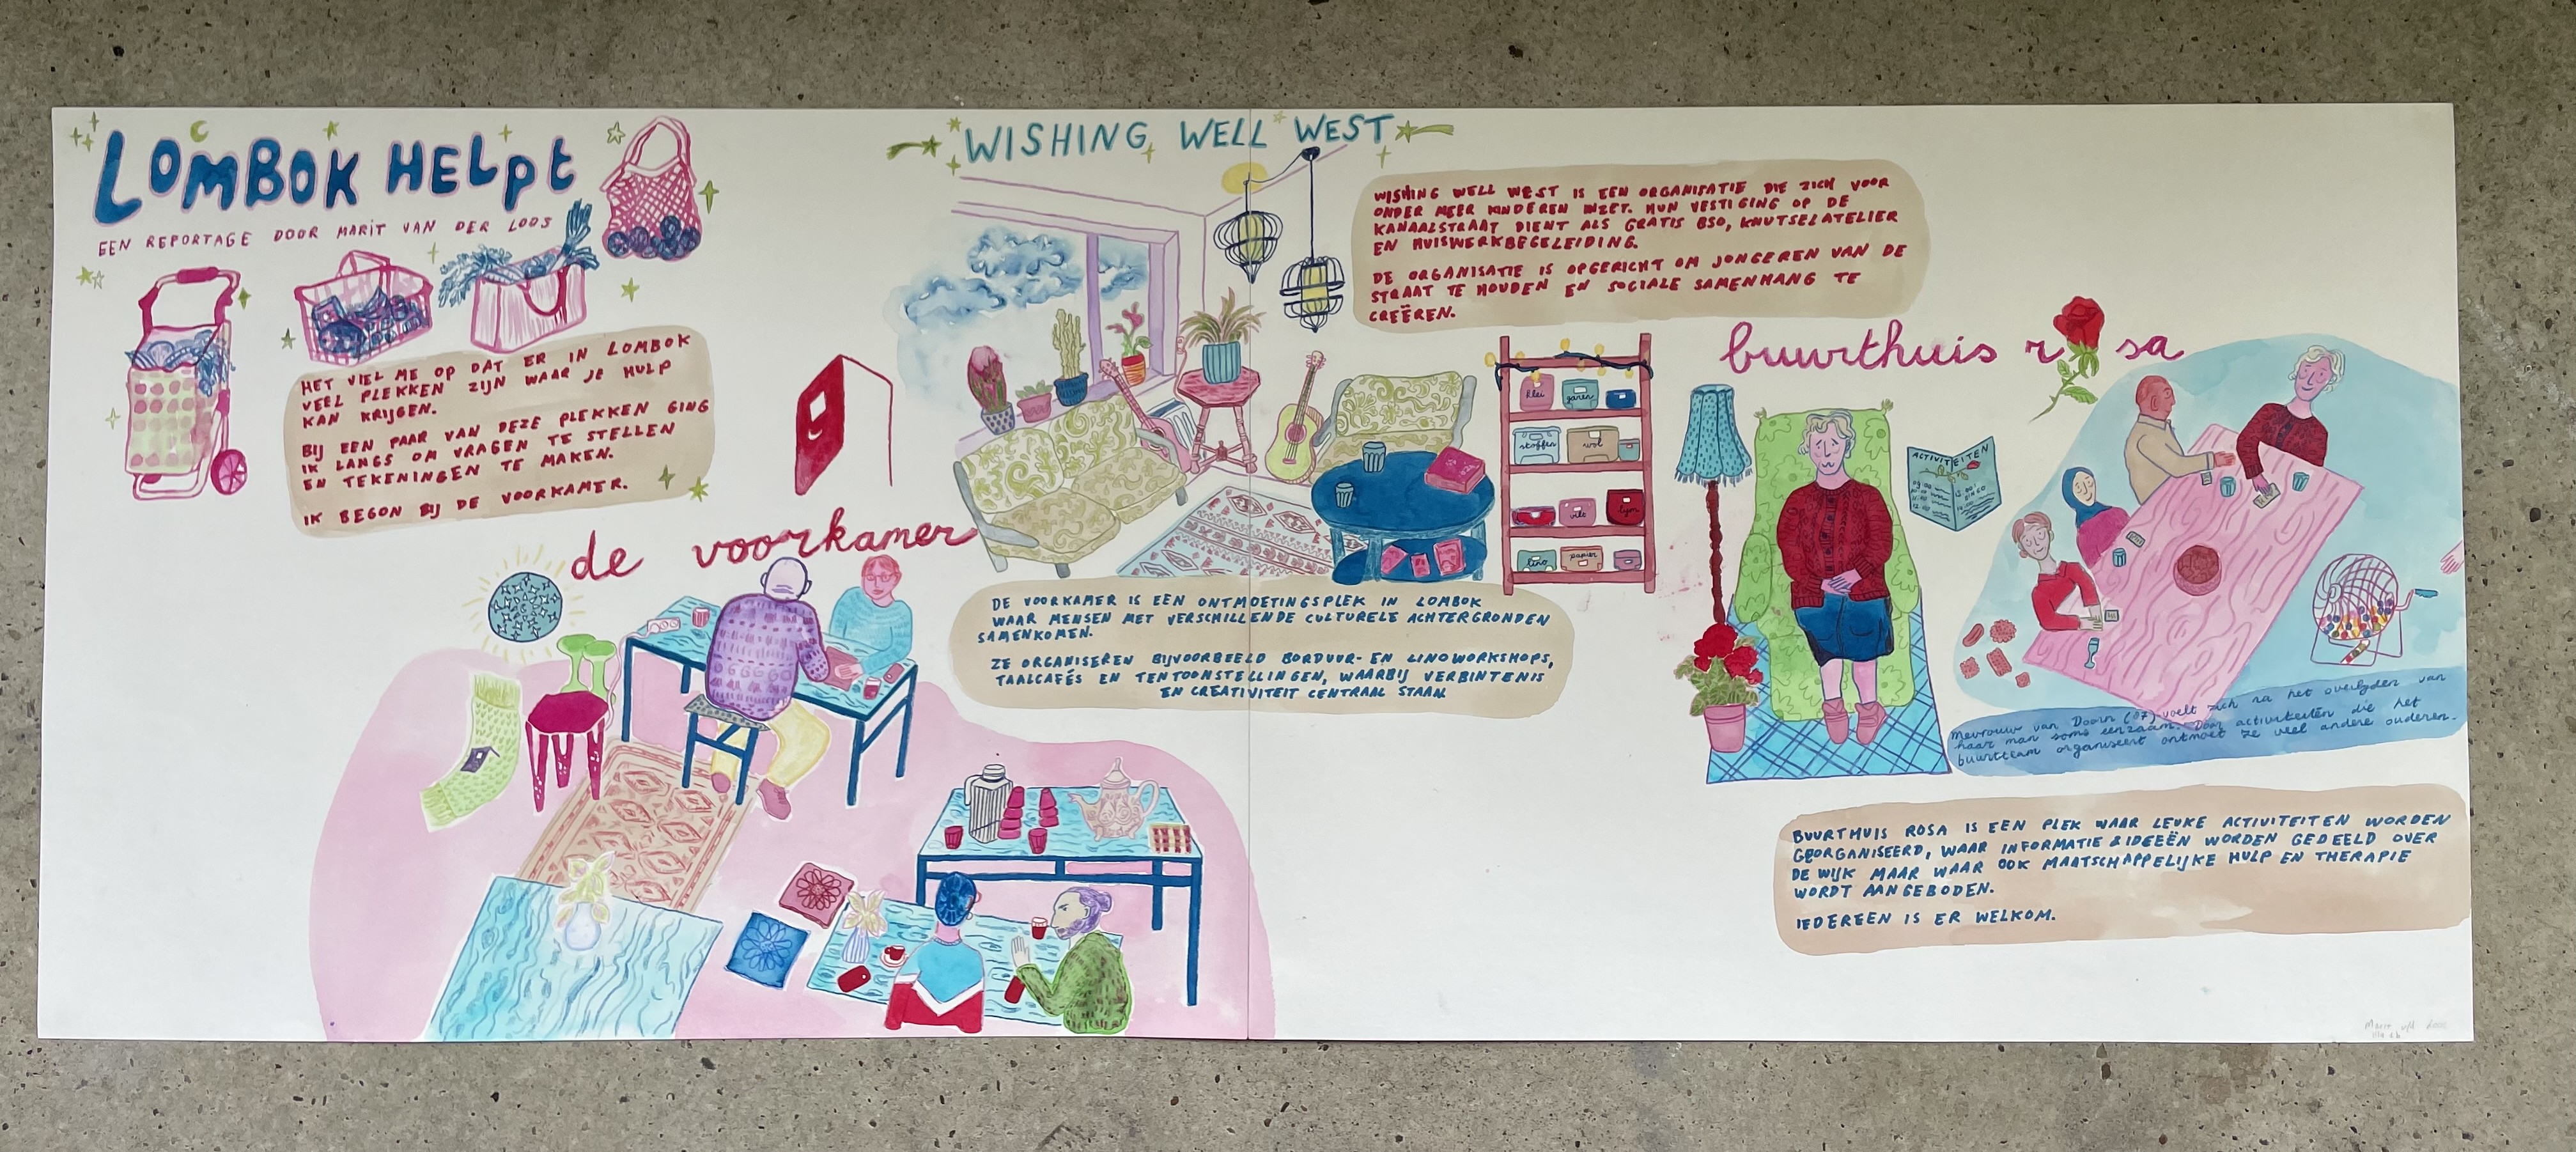 LOMBOK HELPT
EEN REPORTAGE DOOR MARIT VAN DER LOOS
HET VIEL ME OP DAT ER IN LOMBOK
VEEL PLEKKEN ZIJN WAAR JE HULP
KAN KRIJGEN.
BIJ EEN PAAR VAN DEZE PLEKKEN GING
IK LANGS OM VRAGEN TE STELLEN
EN TEKENINGEN TE MAKEN.
IK BEGON BIJ DE VOORKAMER.
de voorkamer
DE VOORKAMER IS EEN ONTMOETINGSPLEK IN LOMBOK
WAAR MENSEN MET VERSCHILLENDE CULTURELE ACHTERGRONDEN
SAMENKOMEN.
ZE ORGANISEREN BIJVOORBEELD BORDUUR- EN LINOWORKSHOPS,
TAALCAFÉS EN TENTOONSTELLINGEN, WAARBIJ VERBINTENIS
EN CREATIVITEIT CENTRAAL STAAN.
WISHING WELL WEST
WISHING WELL WEST IS EEN ORGANISATIE DIE ZICH VOOR
ONDER MEER KINDEREN INZET. HUN VESTIGING OP DE
KANAALSTRAAT DIENT ALS GRATIS BSO, KNUTSELATELIER
EN HUISWERKBEGELEIDING.
DE ORGANISATIE IS OPGERICHT OM JONGEREN VAN DE
STRAAT TE HOUDEN EN SOCIALE SAMENHANG TE
CREËREN.
klei garen
stoffen wol
vilt lijm
lino papier
buurthuis rosa
ACTIVITEITEN
BINGO
Mevrouw van Doorn (87) voelt zich na het overlijden van
haar man soms eenzaam. Door activiteiten die het
buurtteam organiseert ontmoet ze veel andere ouderen.
BUURTHUIS ROSA IS EEN PLEK WAAR LEUKE ACTIVITEITEN WORDEN
GEORGANISEERD, WAAR INFORMATIE & IDEEËN WORDEN GEDEELD OVER
DE WIJK MAAR WAAR OOK MAATSCHAPPELIJKE HULP EN THERAPIE
WORDT AANGEBODEN.
IEDEREEN IS ER WELKOM.
Marit vd Loos